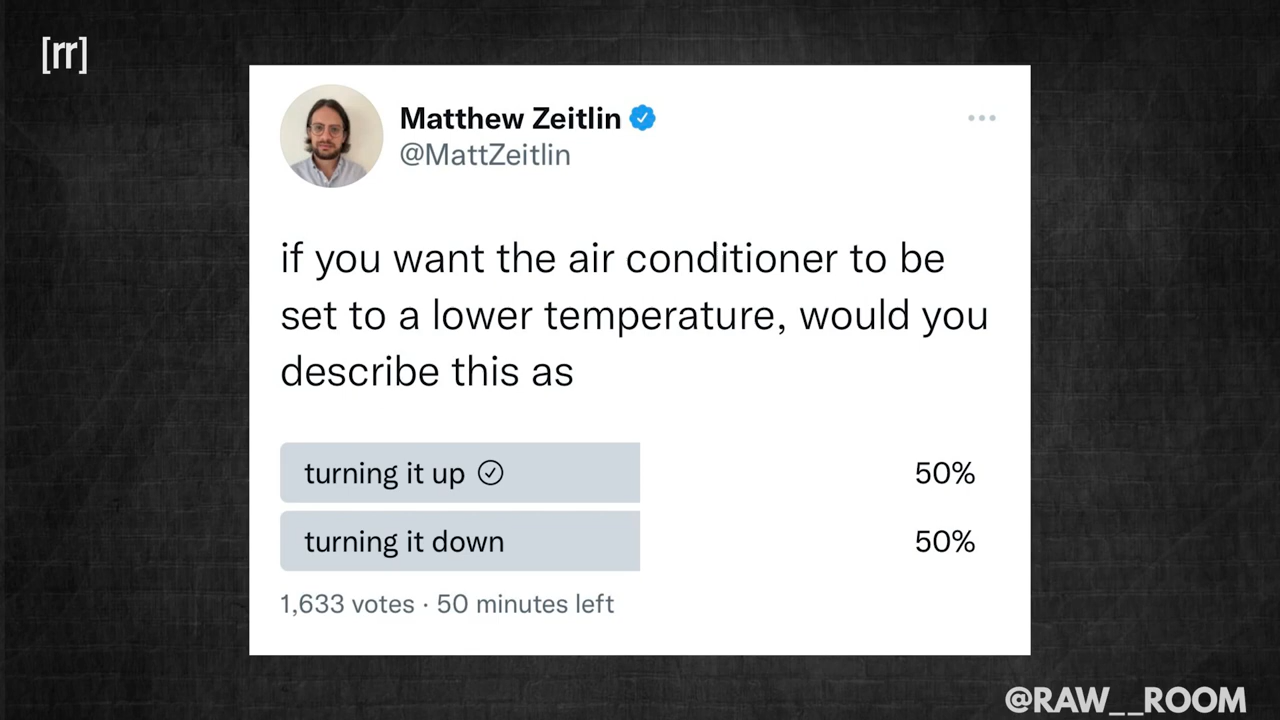 [rr]
Matthew Zeitlin
@MattZeitlin
if you want the air conditioner to be
set to a lower temperature, would you
describe this as
turning it up 50%
turning it down 50%
1,633 votes · 50 minutes left
@RAW__ROOM